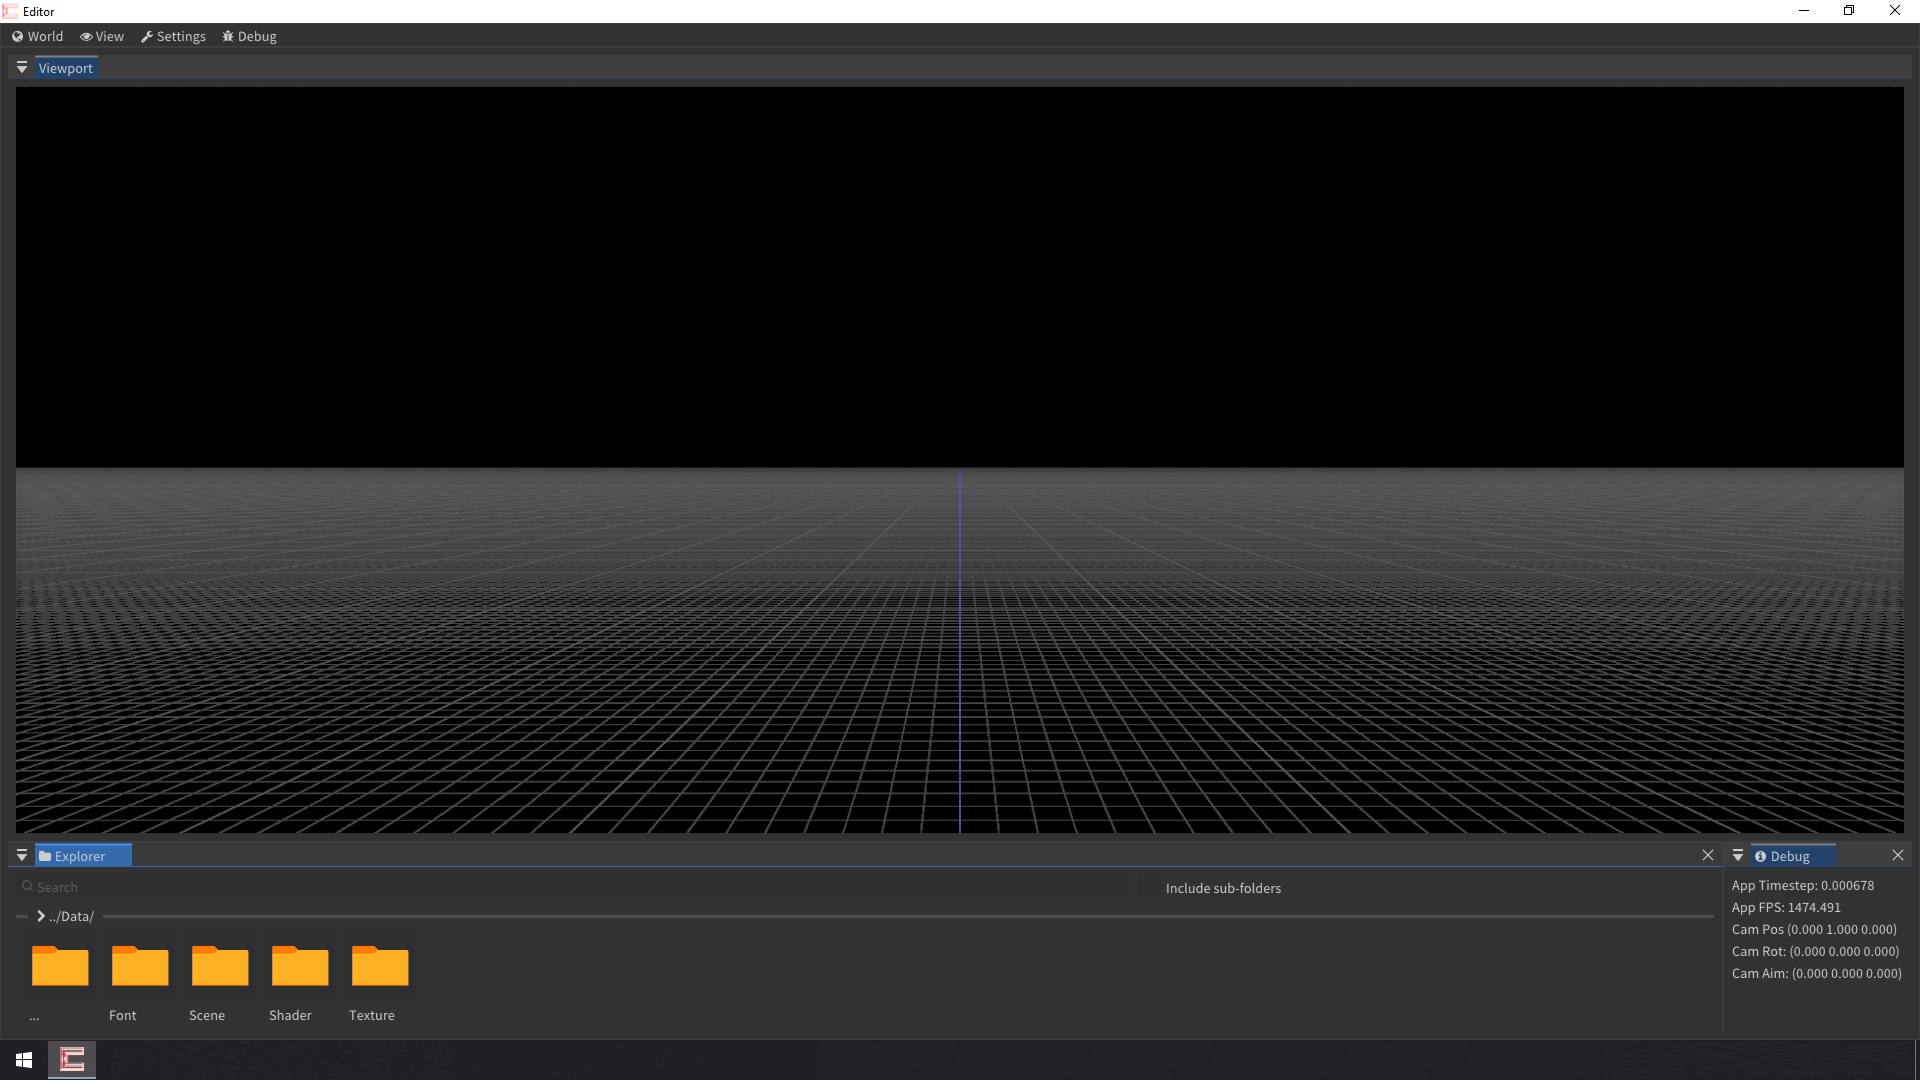 Editor
World View Settings Debug
Viewport
Explorer
Search
Include sub-folders
../Data/
... Font Scene Shader Texture
Debug
App Timestep: 0.000678
App FPS: 1474.491
Cam Pos (0.000 1.000 0.000)
Cam Rot: (0.000 0.000 0.000)
Cam Aim: (0.000 0.000 0.000)